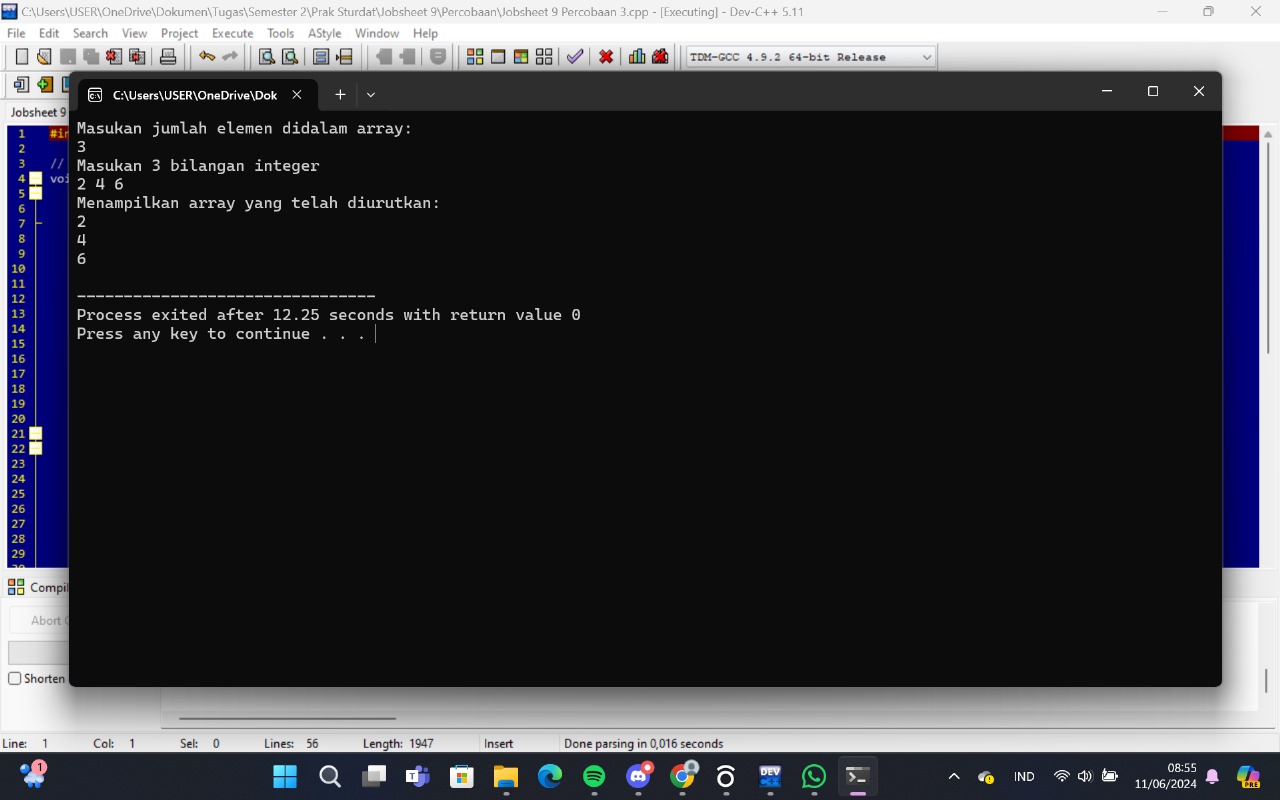 C:\Users\USER\OneDrive\Dokumen\Tugas\Semester 2\Prak Sturdat\Jobsheet 9\Percobaan\Jobsheet 9 Percobaan 3.cpp - [Executing] - Dev-C++ 5.11
File Edit Search View Project Execute Tools AStyle Window Help
TDM-GCC 4.9.2 64-bit Release
C:\Users\USER\OneDrive\Dok
Jobsheet 9
1 #in
2
3 //
4 voi
5
6
7
8
9
10
11
12
13
14
15
16
17
18
19
20
21
22
23
24
25
26
27
28
29
Masukan jumlah elemen didalam array:
3
Masukan 3 bilangan integer
2 4 6
Menampilkan array yang telah diurutkan:
2
4
6
--------------------------------
Process exited after 12.25 seconds with return value 0
Press any key to continue . . .
Compil
Abort
Shorten
Line: 1 Col: 1 Sel: 0 Lines: 56 Length: 1947 Insert Done parsing in 0,016 seconds
1
DEV
IND
08:55
11/06/2024
PRE